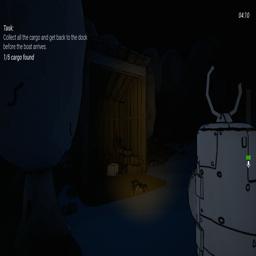 04:10
Task:
Collect all the cargo and get back to the dock
before the boat arrives.
1/5 cargo found